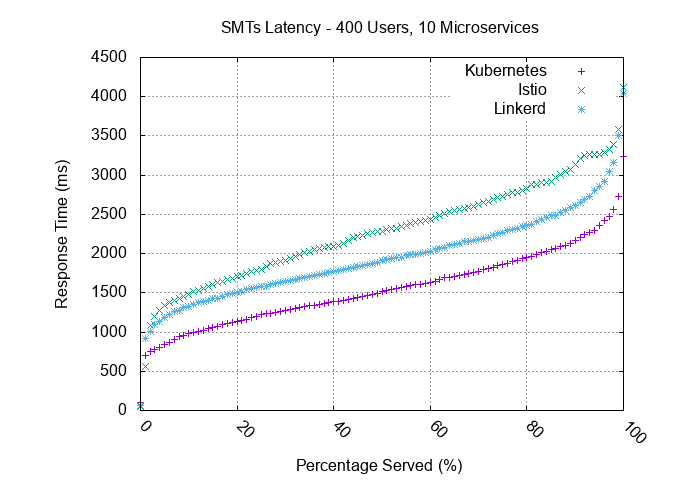 SMTs Latency - 400 Users, 10 Microservices
4500
4000
3500
3000
2500
2000
1500
1000
500
0
Response Time (ms)
Kubernetes
Istio
Linkerd
0
20
40
60
80
100
Percentage Served (%)